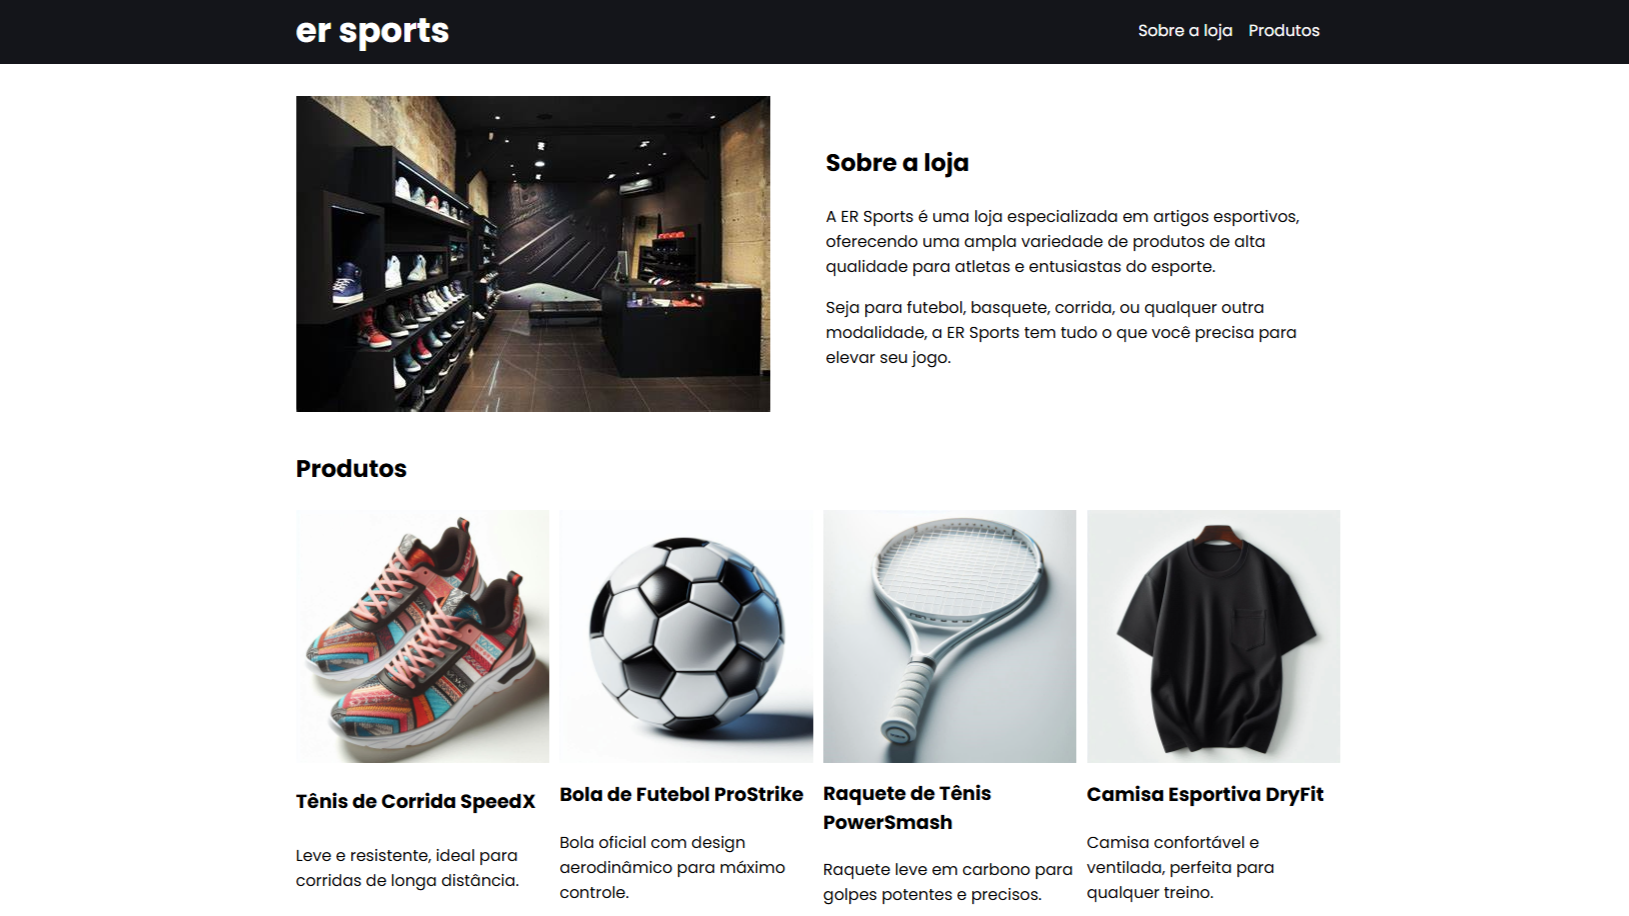 er sports
Sobre a loja Produtos
Sobre a loja
A ER Sports é uma loja especializada em artigos esportivos,
oferecendo uma ampla variedade de produtos de alta
qualidade para atletas e entusiastas do esporte.
Seja para futebol, basquete, corrida, ou qualquer outra
modalidade, a ER Sports tem tudo o que você precisa para
elevar seu jogo.
Produtos
Tênis de Corrida SpeedX
Leve e resistente, ideal para
corridas de longa distância.
Bola de Futebol ProStrike
Bola oficial com design
aerodinâmico para máximo
controle.
Raquete de Tênis
PowerSmash
Raquete leve em carbono para
golpes potentes e precisos.
Camisa Esportiva DryFit
Camisa confortável e
ventilada, perfeita para
qualquer treino.